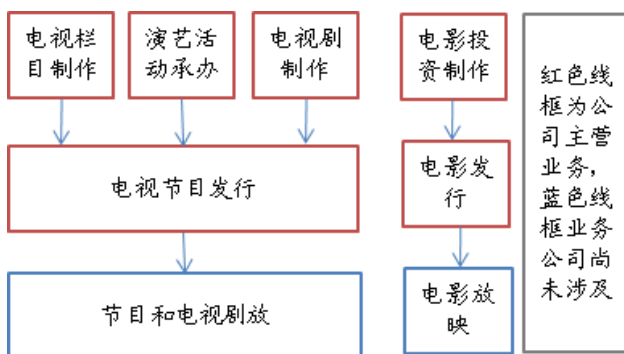 电视栏
目制作
演艺活
动承办
电视剧
制作
电视节目发行
节目和电视剧放
电影投
资制作
电影发
行
电影放
映
红色线
框为公
司主营
业务，
蓝色线
框业务
公司尚
未涉及